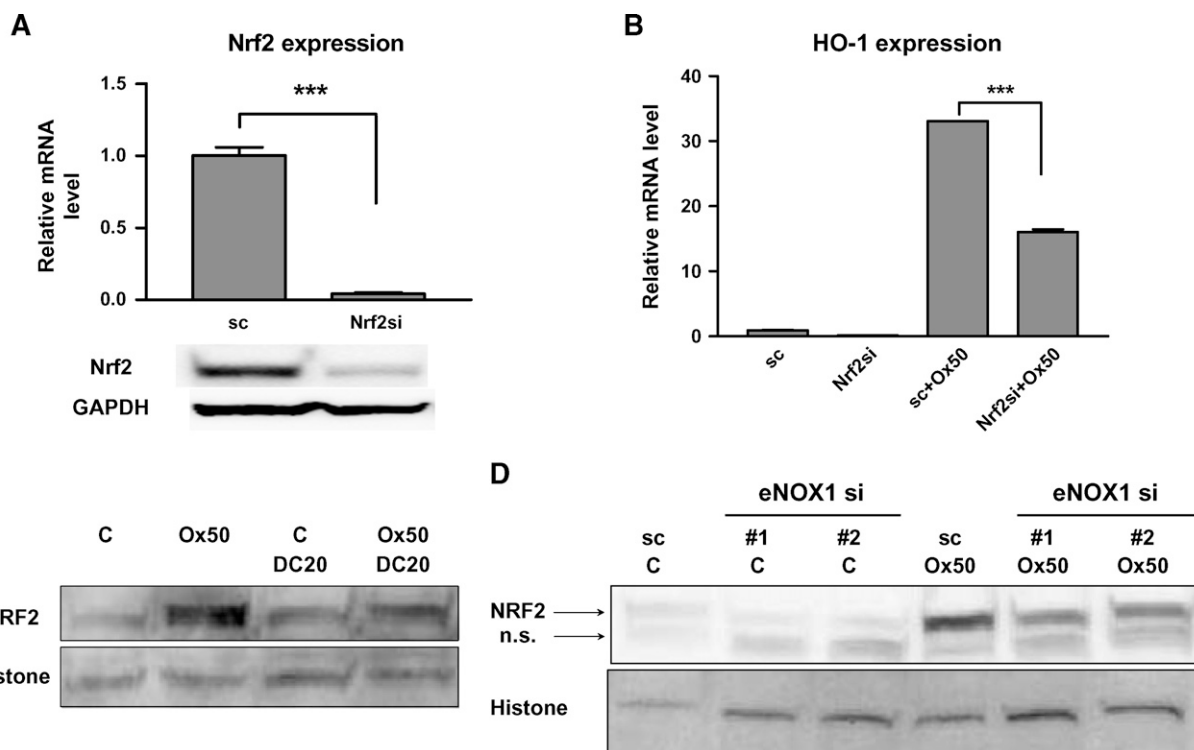 A
Nrf2 expression
Relative mRNA level
1.5
1.0
0.5
0.0
***
sc Nrf2si
Nrf2
GAPDH
B
HO-1 expression
Relative mRNA level
40
30
20
10
0
***
sc Nrf2si sc+Ox50 Nrf2si+Ox50
C Ox50 C Ox50
DC20 DC20
RF2
stone
D
eNOX1 si eNOX1 si
sc #1 #2 sc #1 #2
C C C Ox50 Ox50 Ox50
NRF2
n.s.
Histone